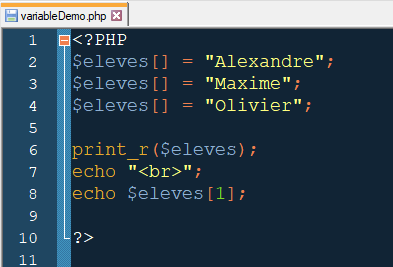 variableDemo.php
1 <?PHP
2 $eleves[] = "Alexandre";
3 $eleves[] = "Maxime";
4 $eleves[] = "Olivier";
5
6 print_r($eleves);
7 echo "<br>";
8 echo $eleves[1];
9
10 ?>
11